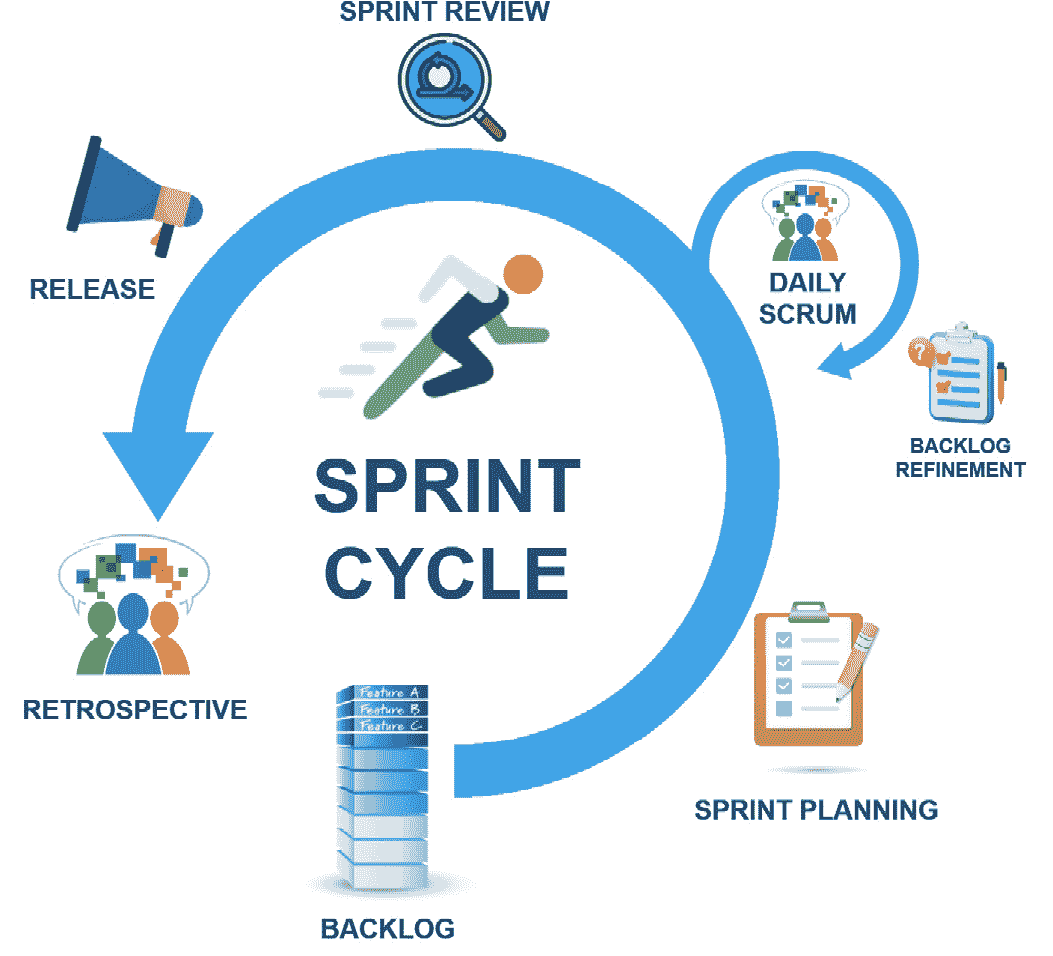 SPRINT REVIEW
RELEASE
DAILY
SCRUM
BACKLOG
REFINEMENT
SPRINT
CYCLE
RETROSPECTIVE
Feature A
Feature B
Feature C
SPRINT PLANNING
BACKLOG
?